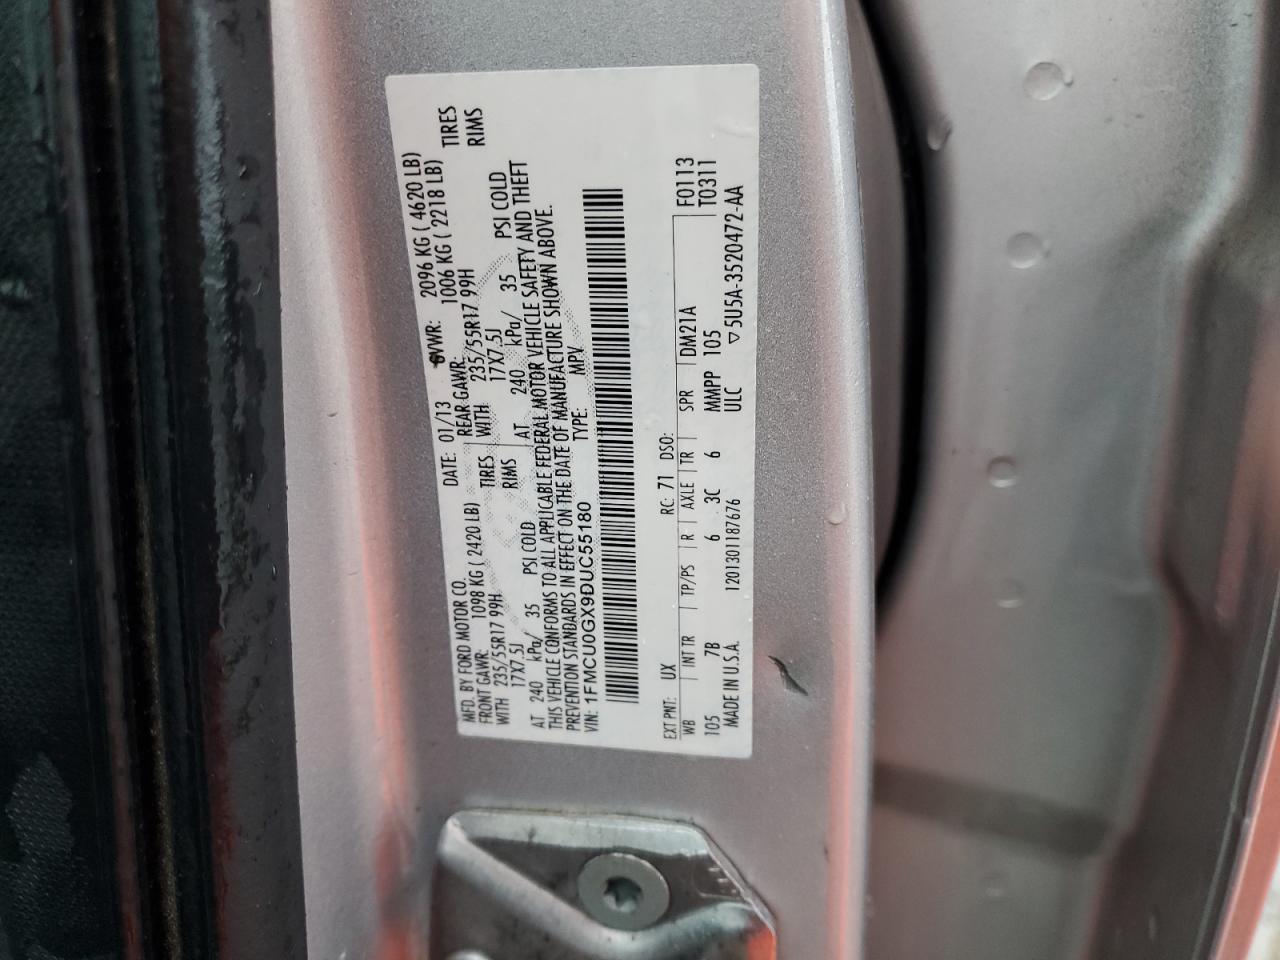 MFD. BY FORD MOTOR CO. DATE: 01/13 GVWR: 2096 KG ( 4620 LB)
FRONT GAWR: 1098 KG ( 2420 LB) REAR GAWR: 1006 KG ( 2218 LB)
WITH 235/55R17 99H TIRES WITH 235/55R17 99H TIRES
17X7.5J RIMS 17X7.5J RIMS
AT 240 kPa/ 35 PSI COLD AT 240 kPa/ 35 PSI COLD
THIS VEHICLE CONFORMS TO ALL APPLICABLE FEDERAL MOTOR VEHICLE SAFETY AND THEFT
PREVENTION STANDARDS IN EFFECT ON THE DATE OF MANUFACTURE SHOWN ABOVE.
VIN: 1FMCU0GX9DUC55180 TYPE: MPV
EXT PNT: UX RC: 71 DSO: F0113
WB INT TR TP/PS R AXLE TR SPR DM21A T0311
105 7B 6 3C 6 MMPP 105
MADE IN U.S.A. 1201301187676 UILC ▽5U5A-3520472-AA